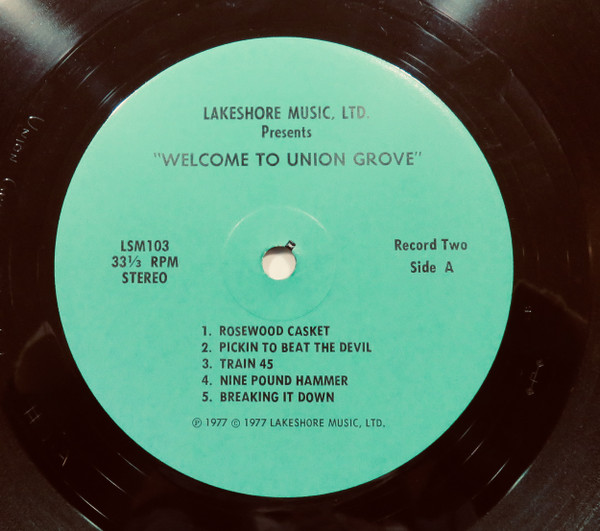 LAKESHORE MUSIC, LTD.
Presents
"WELCOME TO UNION GROVE"
LSM103
33⅓ RPM
STEREO
Record Two
Side A
1. ROSEWOOD CASKET
2. PICKIN TO BEAT THE DEVIL
3. TRAIN 45
4. NINE POUND HAMMER
5. BREAKING IT DOWN
℗ 1977 © 1977 LAKESHORE MUSIC, LTD.
UNION